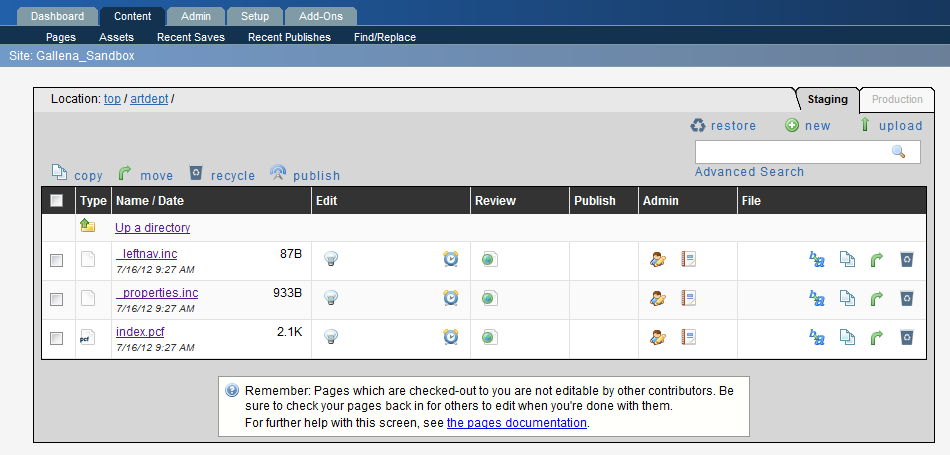 Dashboard Content Admin Setup Add-Ons
Pages Assets Recent Saves Recent Publishes Find/Replace
Site: Gallena_Sandbox
Location: top / artdept / Staging Production
restore new upload
Advanced Search
copy move recycle publish
Type Name / Date Edit Review Publish Admin File
Up a directory
_leftnav.inc 87B
7/16/12 9:27 AM
_properties.inc 933B
7/16/12 9:27 AM
index.pcf 2.1K
pcf 7/16/12 9:27 AM
Remember: Pages which are checked-out to you are not editable by other contributors. Be
sure to check your pages back in for others to edit when you're done with them.
For further help with this screen, see the pages documentation.